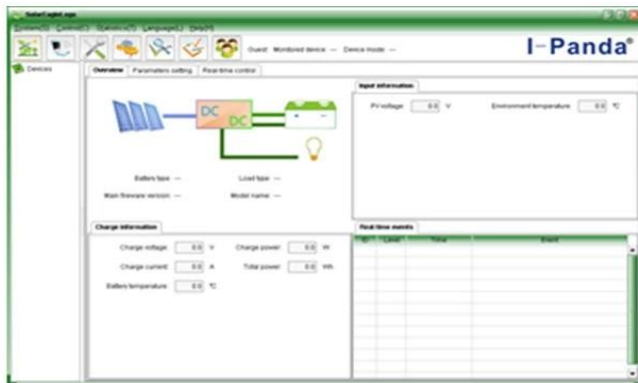 SolarEagleLogo
System(S) Control(C) Statistics(T) Language(L) Help(H)
Guest Monitored device --- Device mode ---
I-Panda®
Devices
Overview Parameters setting Real-time control
DC
DC
Battery type --- Load type ---
Main fireware version --- Model name ---
Input information
PV voltage 0.0 V Environment temperature 0.0 ℃
Charge information
Charge voltage 0.0 V Charge power 0.0 W
Charge current 0.0 A Total power 0.0 Wh
Battery temperature 0.0 ℃
Real time events
ID Level Time Event